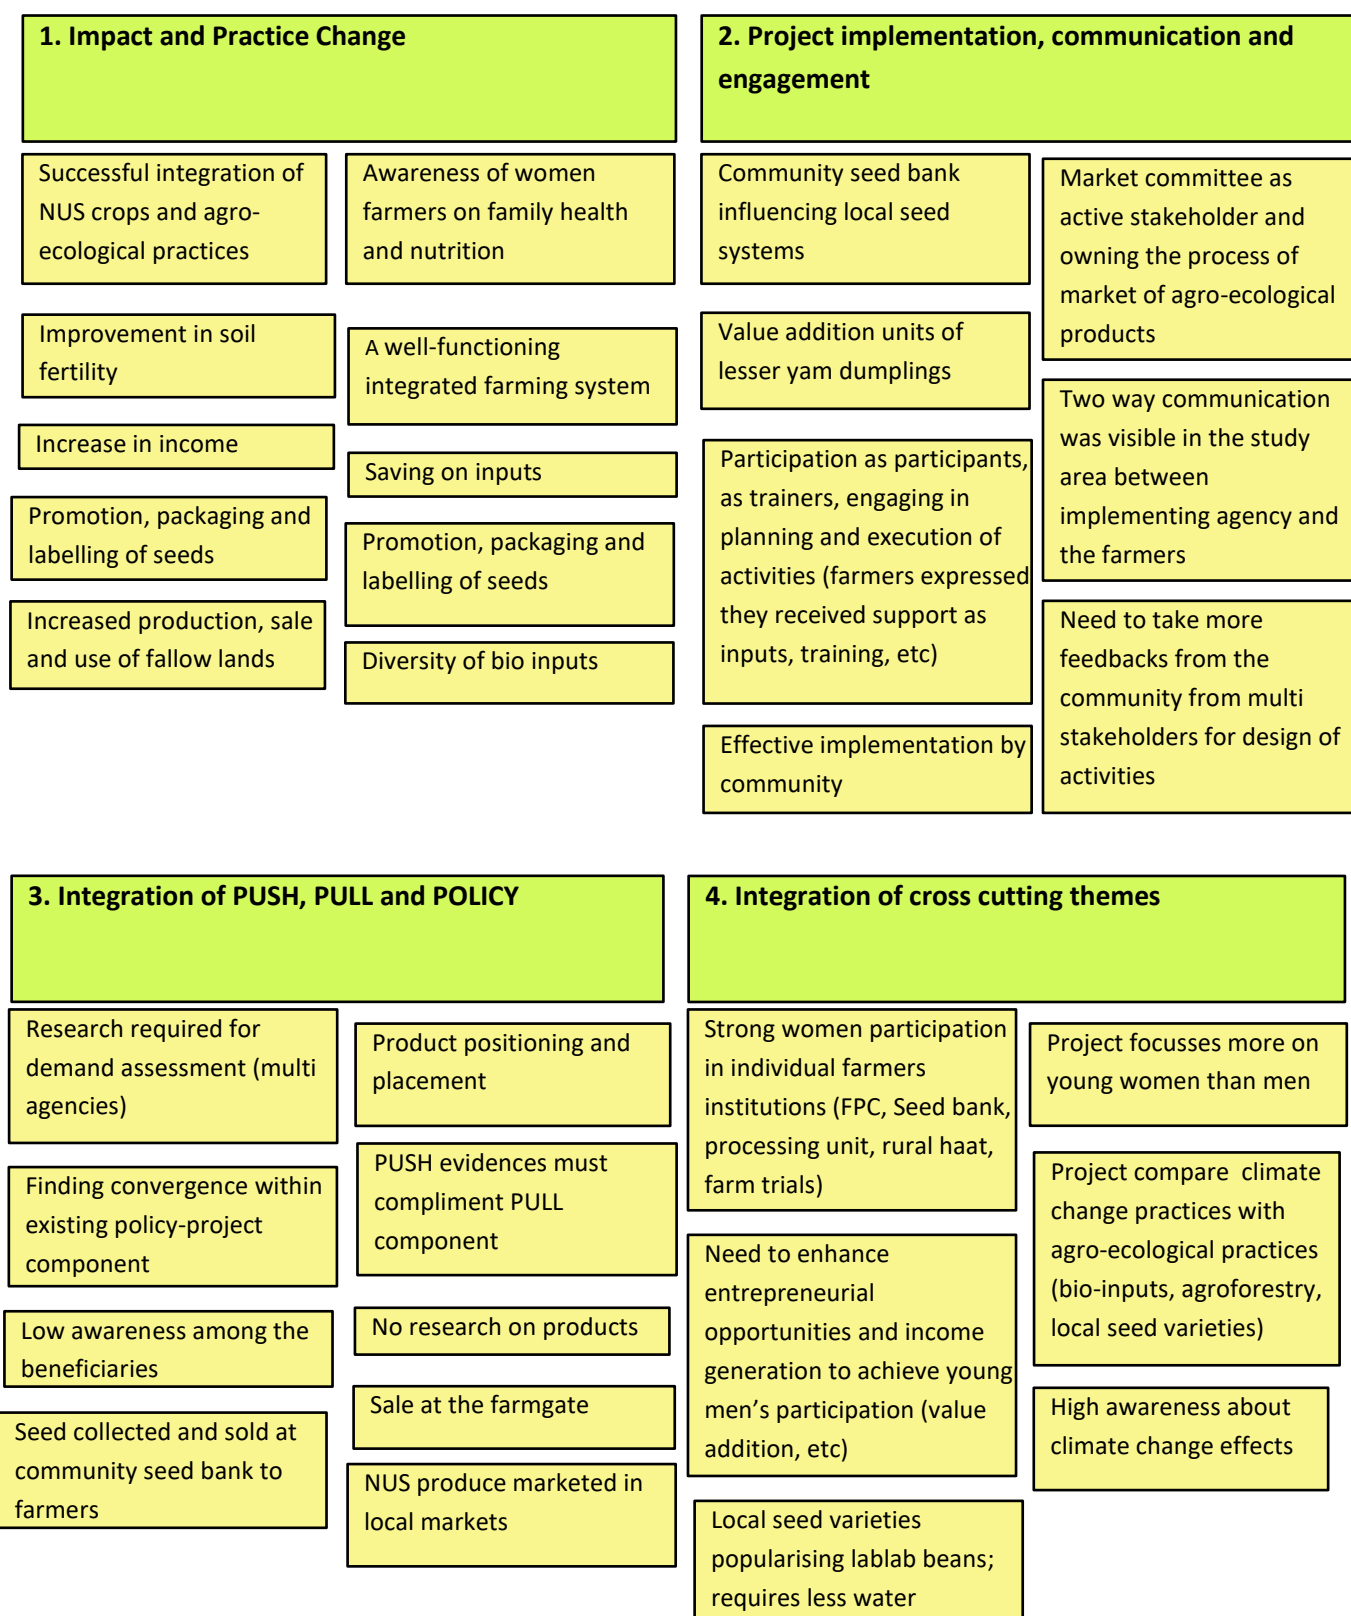 1. Impact and Practice Change
Successful integration of
NUS crops and agro-
ecological practices
Improvement in soil
fertility
Increase in income
Promotion, packaging and
labelling of seeds
Increased production, sale
and use of fallow lands
Awareness of women
farmers on family health
and nutrition
A well-functioning
integrated farming system
Saving on inputs
Promotion, packaging and
labelling of seeds
Diversity of bio inputs
2. Project implementation, communication and
engagement
Community seed bank
influencing local seed
systems
Value addition units of
lesser yam dumplings
Participation as participants,
as trainers, engaging in
planning and execution of
activities (farmers expressed
they received support as
inputs, training, etc)
Effective implementation by
community
Market committee as
active stakeholder and
owning the process of
market of agro-ecological
products
Two way communication
was visible in the study
area between
implementing agency and
the farmers
Need to take more
feedbacks from the
community from multi
stakeholders for design of
activities
3. Integration of PUSH, PULL and POLICY
Research required for
demand assessment (multi
agencies)
Finding convergence within
existing policy-project
component
Low awareness among the
beneficiaries
Seed collected and sold at
community seed bank to
farmers
Product positioning and
placement
PUSH evidences must
compliment PULL
component
No research on products
Sale at the farmgate
NUS produce marketed in
local markets
4. Integration of cross cutting themes
Strong women participation
in individual farmers
institutions (FPC, Seed bank,
processing unit, rural haat,
farm trials)
Need to enhance
entrepreneurial
opportunities and income
generation to achieve young
men’s participation (value
addition, etc)
Local seed varieties
popularising lablab beans;
requires less water
Project focusses more on
young women than men
Project compare climate
change practices with
agro-ecological practices
(bio-inputs, agroforestry,
local seed varieties)
High awareness about
climate change effects